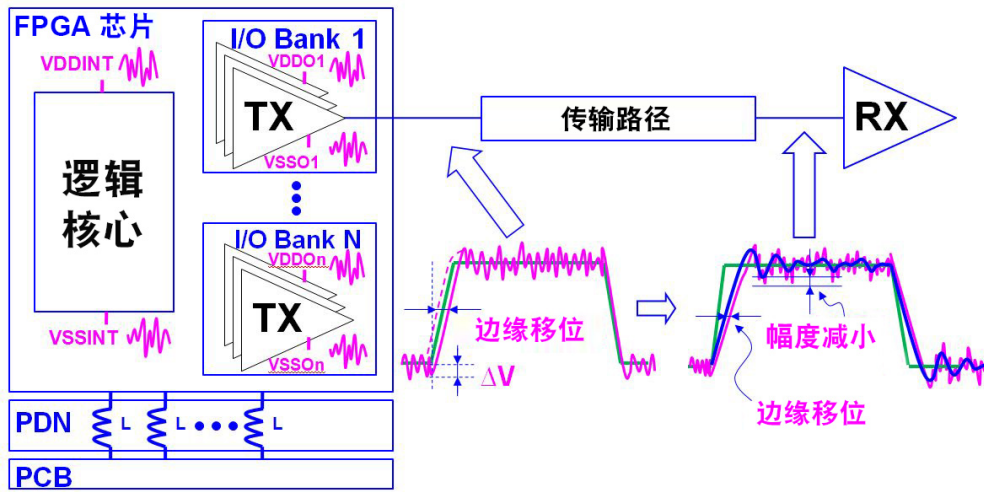 FPGA 芯片
VDDINT
逻辑
核心
VSSINT
I/O Bank 1
VDDO1
TX
VSSO1
I/O Bank N
VDDOn
TX
VSSOn
传输路径
RX
边缘移位
ΔV
幅度减小
边缘移位
PDN
L
L
L
PCB